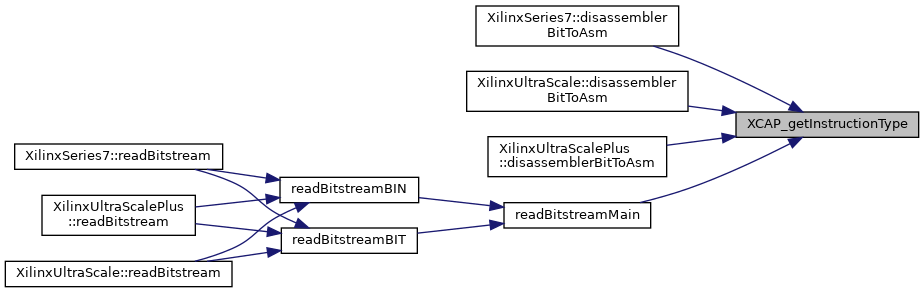 XilinxSeries7::disassembler
BitToAsm
XilinxUltraScale::disassembler
BitToAsm
XCAP_getInstructionType
XilinxUltraScalePlus
::disassemblerBitToAsm
XilinxSeries7::readBitstream
readBitstreamBIN
XilinxUltraScalePlus
::readBitstream
readBitstreamMain
readBitstreamBIT
XilinxUltraScale::readBitstream